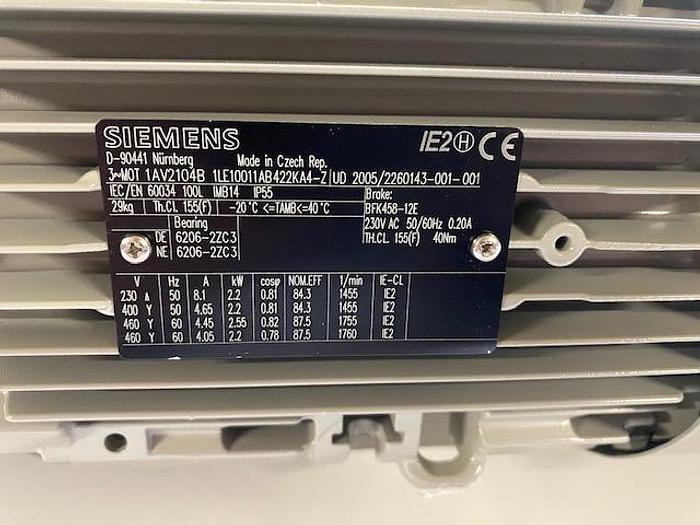 SIEMENS IE2 H CE
D-90441 Nürnberg Made in Czech Rep.
3~MOT 1AV2104B 1LE10011AB422KA4-Z UD 2005/2260143-001-001
IEC/EN 60034 100L IMB14 IP55 Brake:
29kg Th.Cl. 155(F) -20°C <=TAMB<=40°C BFK458-12E
Bearing 230V AC 50/60Hz 0.20A
DE 6206-2ZC3 TH.CL 155(F) 40Nm
NE 6206-2ZC3
V Hz A kW cosφ NOM.EFF 1/min IE-CL
230 Δ 50 8.1 2.2 0.81 84.3 1455 IE2
400 Y 50 4.65 2.2 0.81 84.3 1455 IE2
460 Y 60 4.45 2.55 0.82 87.5 1755 IE2
460 Y 60 4.05 2.2 0.78 87.5 1760 IE2